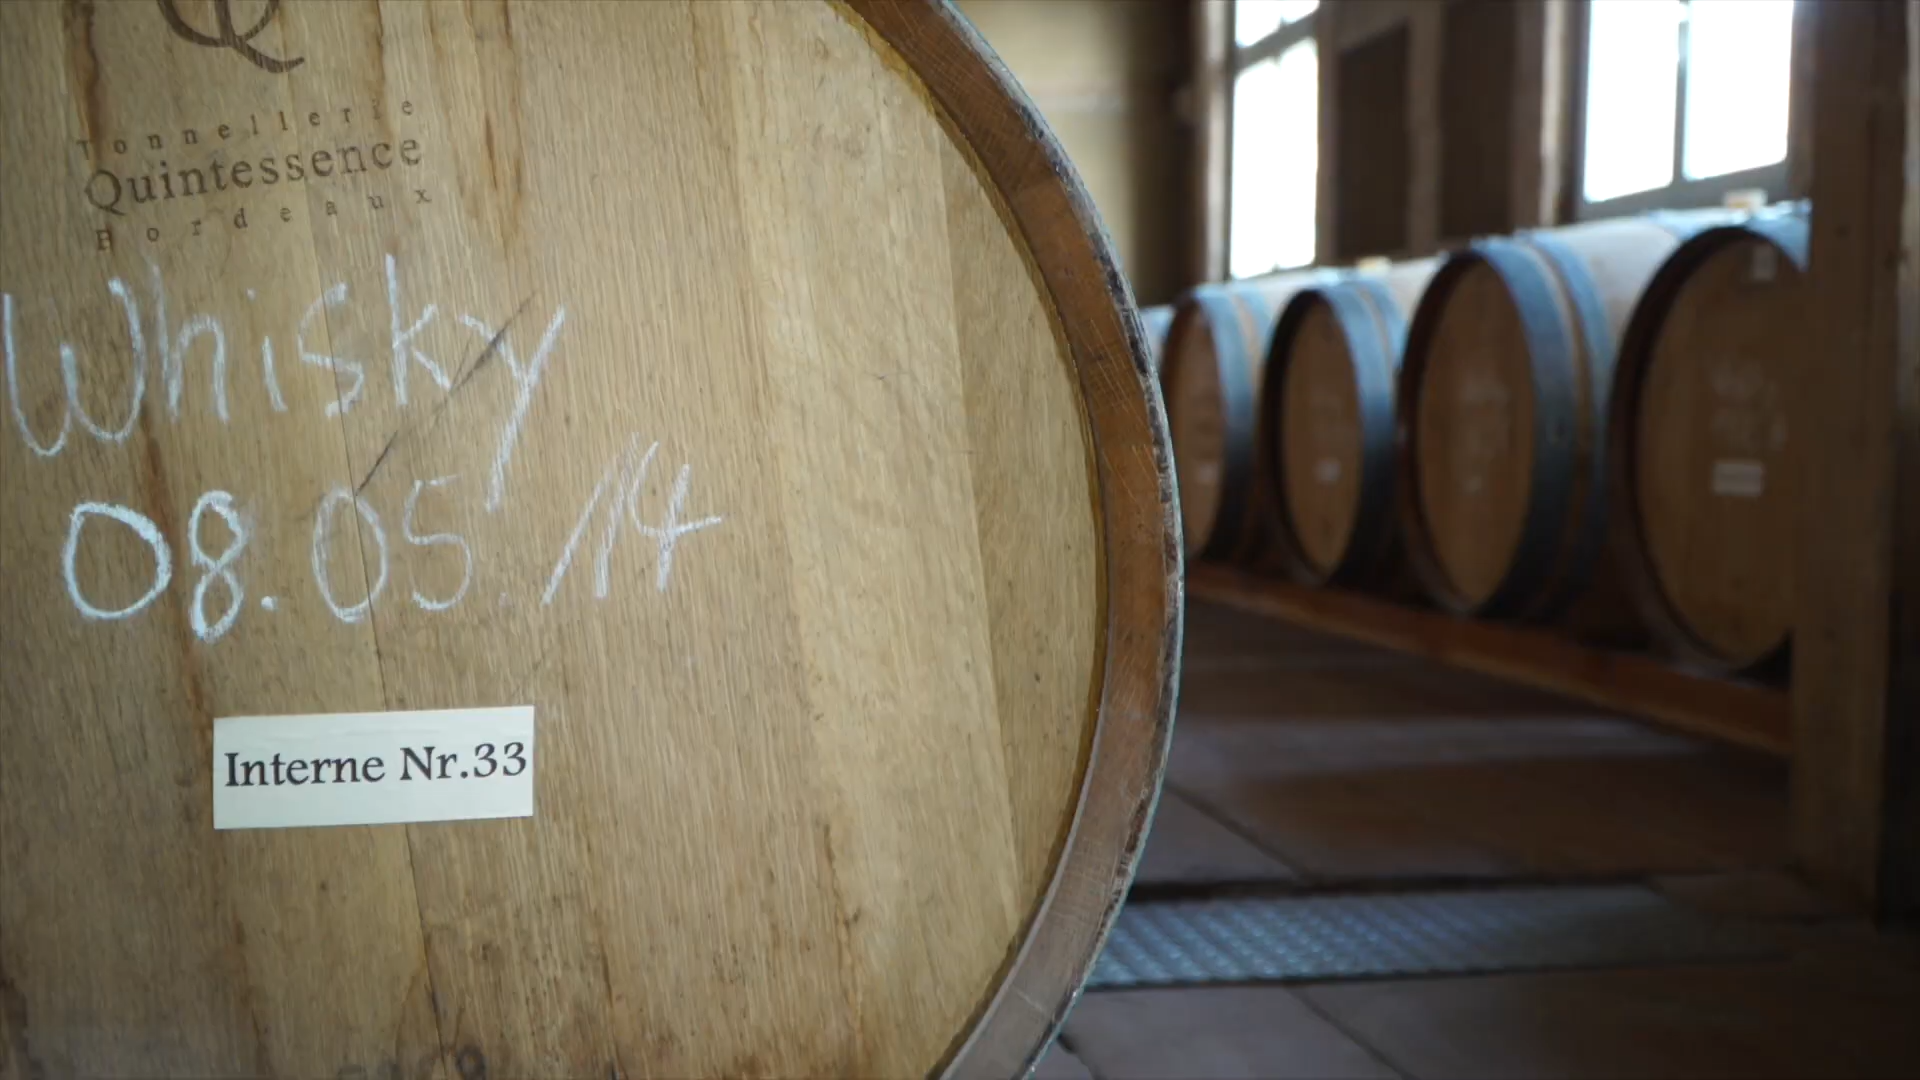 Tonnellerie
Quintessence
Bordeaux
Whisky
08.05.14
Interne Nr.33